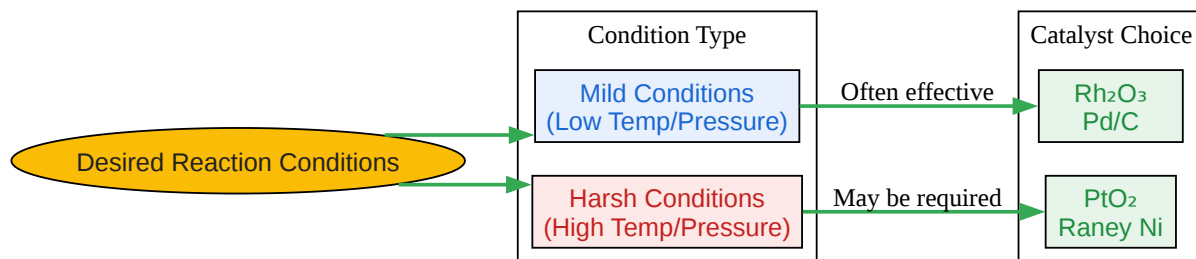 Condition Type
Catalyst Choice
Mild Conditions
(Low Temp/Pressure)
Often effective
Rh₂O₃
Pd/C
Desired Reaction Conditions
Harsh Conditions
(High Temp/Pressure)
May be required
PtO₂
Raney Ni